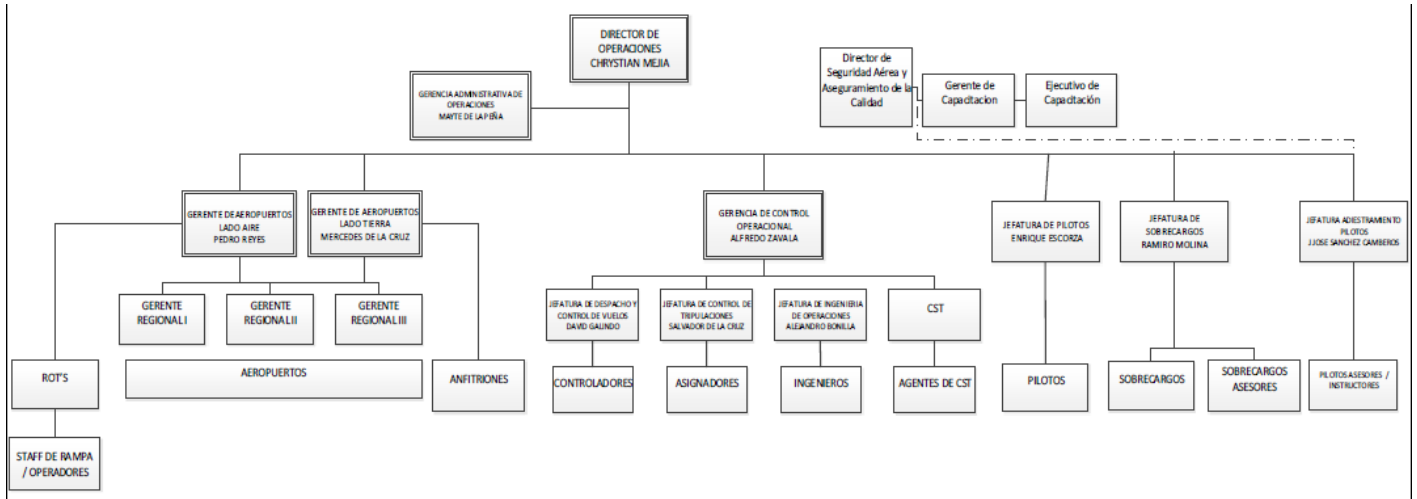 DIRECTOR DE
OPERACIONES
CHRYSTIAN MEJIA
GERENCIA ADMINISTRATIVA DE
OPERACIONES
MAYTE DE LA PEÑA
Director de
Seguridad Aérea y
Aseguramiento de la
Calidad
Gerente de
Capacitacion
Ejecutivo de
Capacitación
GERENTE DE AEROPUERTOS
LADO AIRE
PEDRO REYES
GERENTE DE AEROPUERTOS
LADO TIERRA
MERCEDES DE LA CRUZ
GERENCIA DE CONTROL
OPERACIONAL
ALFREDO ZAVALA
JEFATURA DE PILOTOS
ENRIQUE ESCORZA
JEFATURA DE
SOBRECARGOS
RAMIRO MOLINA
JEFATURA ADIESTRAMIENTO
PILOTOS
J.JOSE SANCHEZ CAMBEROS
GERENTE
REGIONAL I
GERENTE
REGIONAL II
GERENTE
REGIONAL III
JEFATURA DE DESPACHO Y
CONTROL DE VUELOS
DAVID GALINDO
JEFATURA DE CONTROL DE
TRIPULACIONES
SALVADOR DE LA CRUZ
JEFATURA DE INGENIERIA
DE OPERACIONES
ALEJANDRO BONILLA
CST
ROT'S
AEROPUERTOS
ANFITRIONES
CONTROLADORES
ASIGNADORES
INGENIEROS
AGENTES DE CST
PILOTOS
SOBRECARGOS
SOBRECARGOS
ASESORES
PILOTOS ASESORES /
INSTRUCTORES
STAFF DE RAMPA
/ OPERADORES